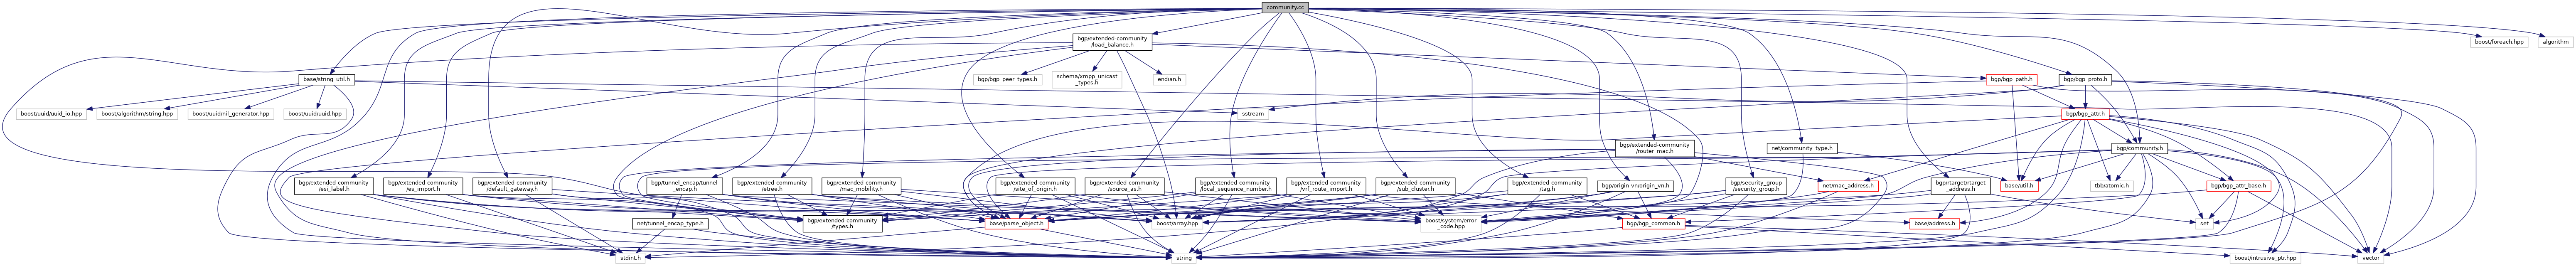 community.cc
bgp/extended-community
/load_balance.h
boost/foreach.hpp
algorithm
base/string_util.h
bgp/bgp_peer_types.h
schema/xmpp_unicast
_types.h
endian.h
bgp/bgp_path.h
bgp/bgp_proto.h
boost/uuid/uuid_io.hpp
boost/algorithm/string.hpp
boost/uuid/nil_generator.hpp
boost/uuid/uuid.hpp
sstream
bgp/bgp_attr.h
bgp/extended-community
/router_mac.h
net/community_type.h
bgp/community.h
bgp/extended-community
/esi_label.h
bgp/extended-community
/es_import.h
bgp/extended-community
/default_gateway.h
bgp/tunnel_encap/tunnel
_encap.h
bgp/extended-community
/etree.h
bgp/extended-community
/mac_mobility.h
bgp/extended-community
/site_of_origin.h
bgp/extended-community
/source_as.h
bgp/extended-community
/local_sequence_number.h
bgp/extended-community
/vrf_route_import.h
bgp/extended-community
/sub_cluster.h
bgp/extended-community
/tag.h
bgp/origin-vn/origin_vn.h
bgp/security_group
/security_group.h
net/mac_address.h
bgp/rtarget/rtarget
_address.h
base/util.h
tbb/atomic.h
bgp/bgp_attr_base.h
net/tunnel_encap_type.h
bgp/extended-community
/types.h
base/parse_object.h
boost/array.hpp
boost/system/error
_code.hpp
bgp/bgp_common.h
base/address.h
set
stdint.h
string
boost/intrusive_ptr.hpp
vector